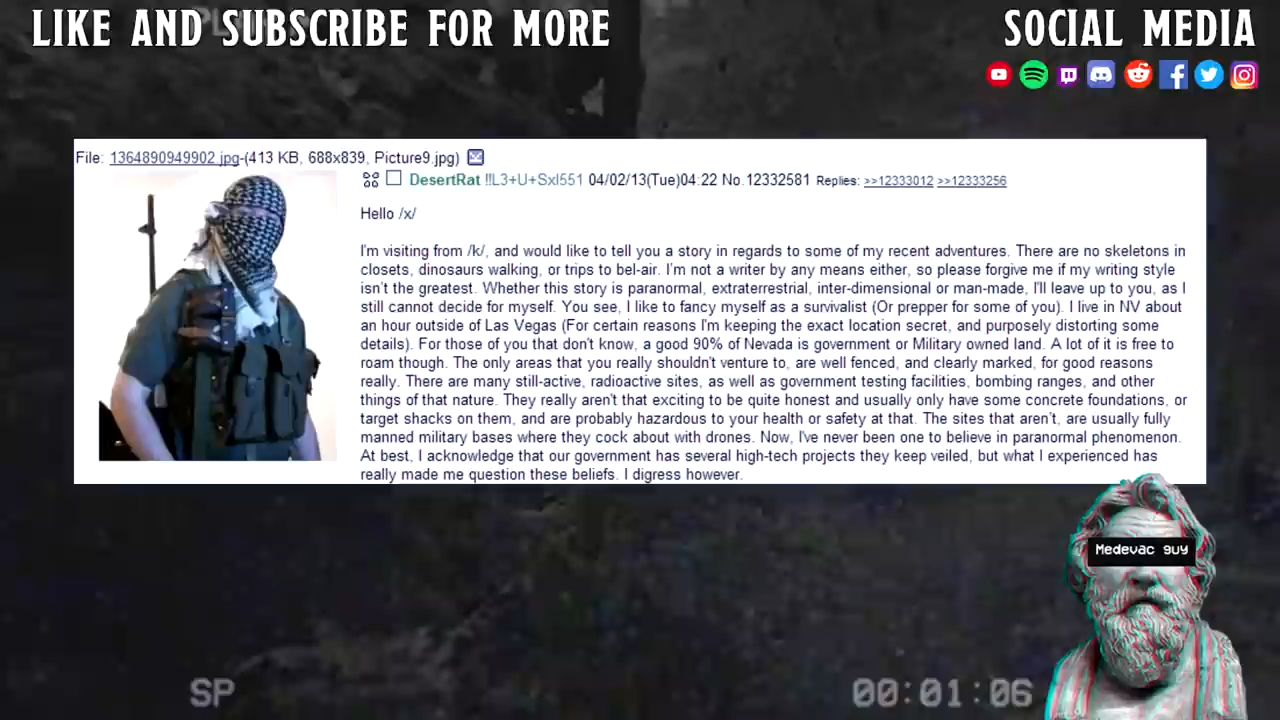 LIKE AND SUBSCRIBE FOR MORE
SOCIAL MEDIA
File: 1364890949902.jpg-(413 KB, 688x839, Picture9.jpg)
DesertRat !!L3+U+Sxl551 04/02/13(Tue)04:22 No.12332581 Replies: >>12333012 >>12333256
Hello /x/
I'm visiting from /k/, and would like to tell you a story in regards to some of my recent adventures. There are no skeletons in
closets, dinosaurs walking, or trips to bel-air. I'm not a writer by any means either, so please forgive me if my writing style
isn't the greatest. Whether this story is paranormal, extraterrestrial, inter-dimensional or man-made, I'll leave up to you, as I
still cannot decide for myself. You see, I like to fancy myself as a survivalist (Or prepper for some of you). I live in NV about
an hour outside of Las Vegas (For certain reasons I'm keeping the exact location secret, and purposely distorting some
details). For those of you that don't know, a good 90% of Nevada is government or Military owned land. A lot of it is free to
roam though. The only areas that you really shouldn't venture to, are well fenced, and clearly marked, for good reasons
really. There are many still-active, radioactive sites, as well as government testing facilities, bombing ranges, and other
things of that nature. They really aren't that exciting to be quite honest and usually only have some concrete foundations, or
target shacks on them, and are probably hazardous to your health or safety at that. The sites that aren't, are usually fully
manned military bases where they cock about with drones. Now, I've never been one to believe in paranormal phenomenon.
At best, I acknowledge that our government has several high-tech projects they keep veiled, but what I experienced has
really made me question these beliefs. I digress however.
Medevac guy
SP
00:01:06